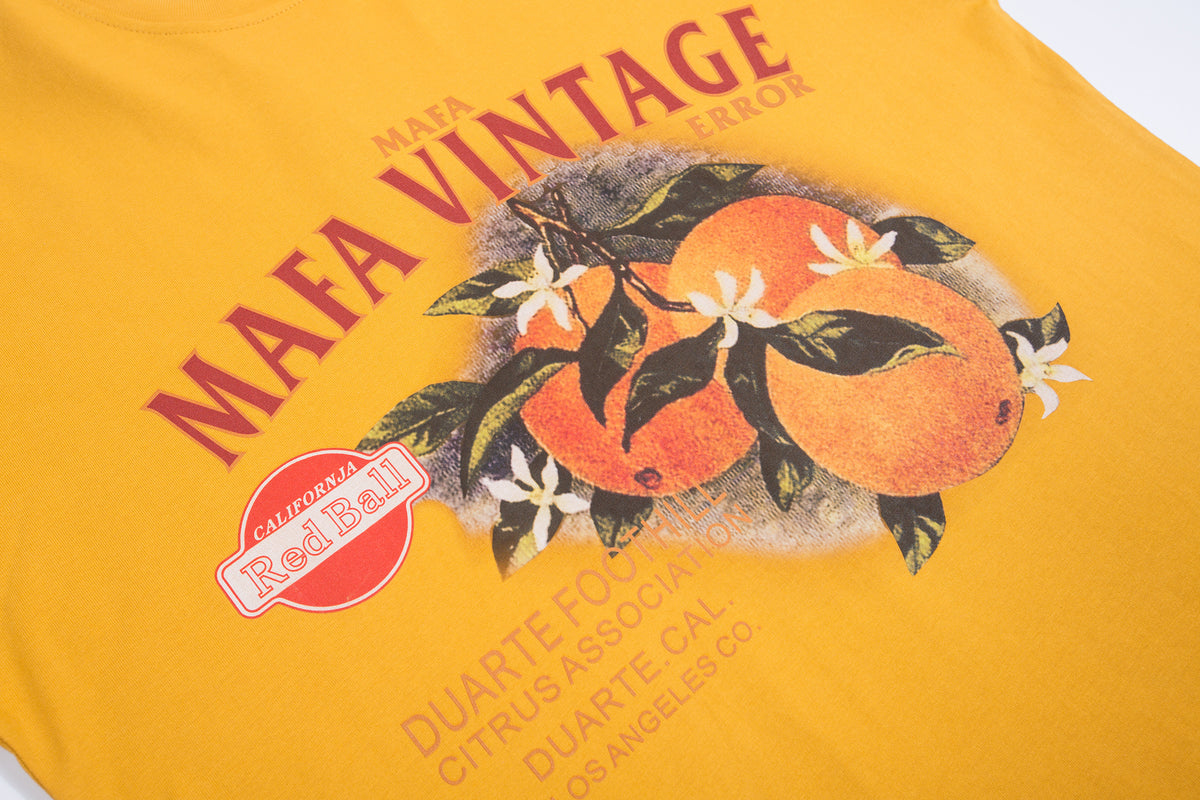 MAFA
MAFA VINTAGE
ERROR
CALIFORNJA
Red Ball
DUARTE FOOTHILL
CITRUS ASSOCIATION
DUARTE. CAL.
LOS ANGELES CO.